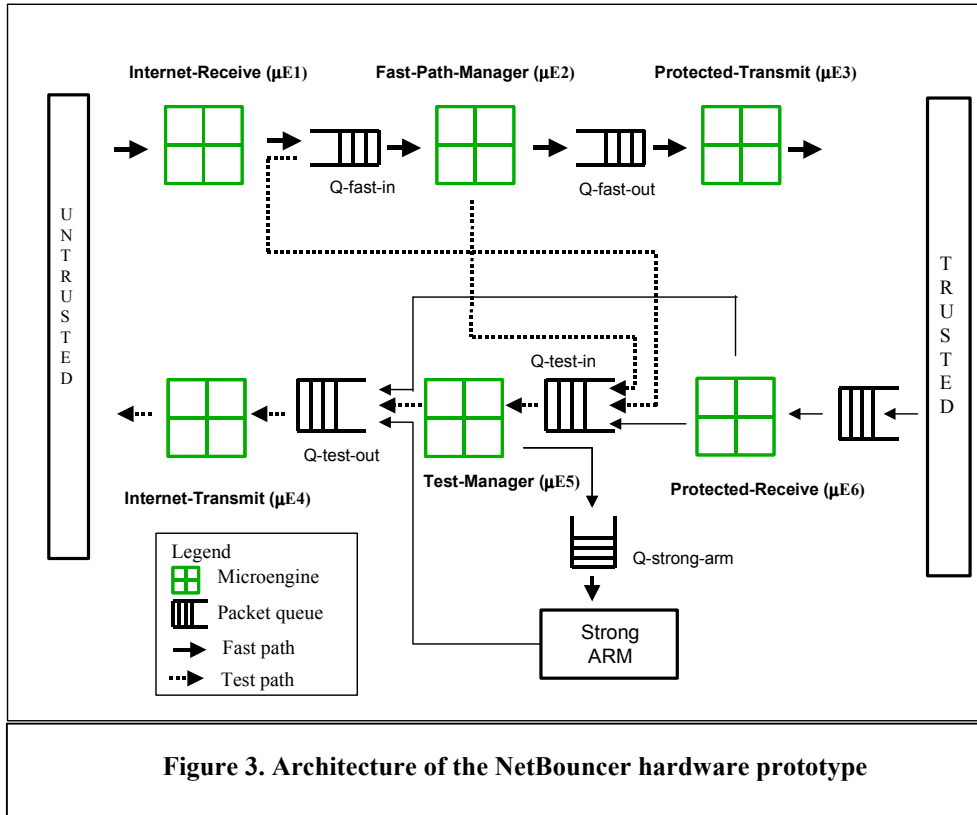 Internet-Receive (µE1)
Fast-Path-Manager (µE2)
Protected-Transmit (µE3)
UNTRUSTED
TRUSTED
Q-fast-in
Q-fast-out
Q-test-in
Q-test-out
Internet-Transmit (µE4)
Test-Manager (µE5)
Protected-Receive (µE6)
Q-strong-arm
Strong
ARM
Legend
Microengine
Packet queue
Fast path
Test path
Figure 3. Architecture of the NetBouncer hardware prototype